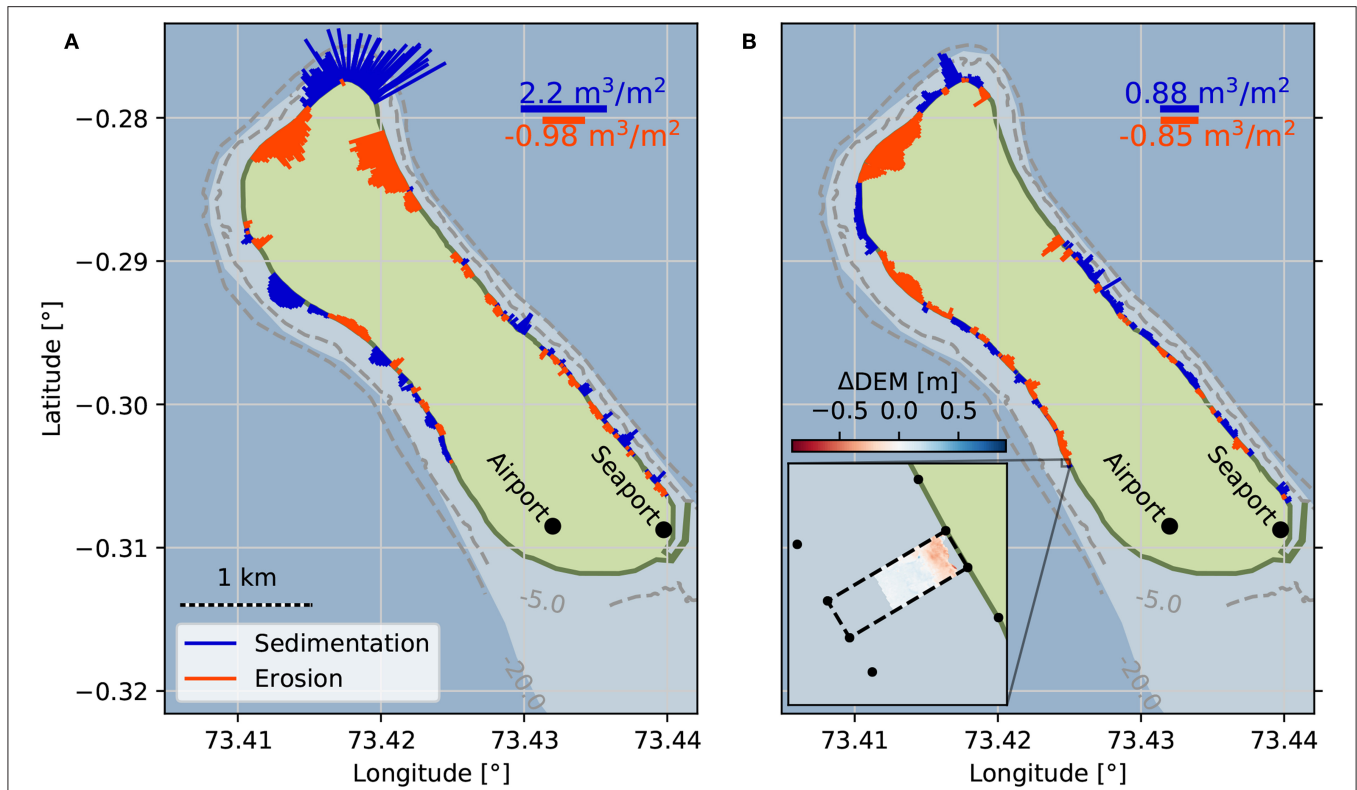 A
B
2.2 m³/m²
-0.98 m³/m²
0.88 m³/m²
-0.85 m³/m²
−0.28
−0.29
−0.30
−0.31
−0.32
Latitude [°]
Airport
Seaport
1 km
Sedimentation
Erosion
-5.0
-20.0
73.41 73.42 73.43 73.44
Longitude [°]
ΔDEM [m]
−0.5 0.0 0.5
Airport
Seaport
-5.0
-20.0
73.41 73.42 73.43 73.44
Longitude [°]